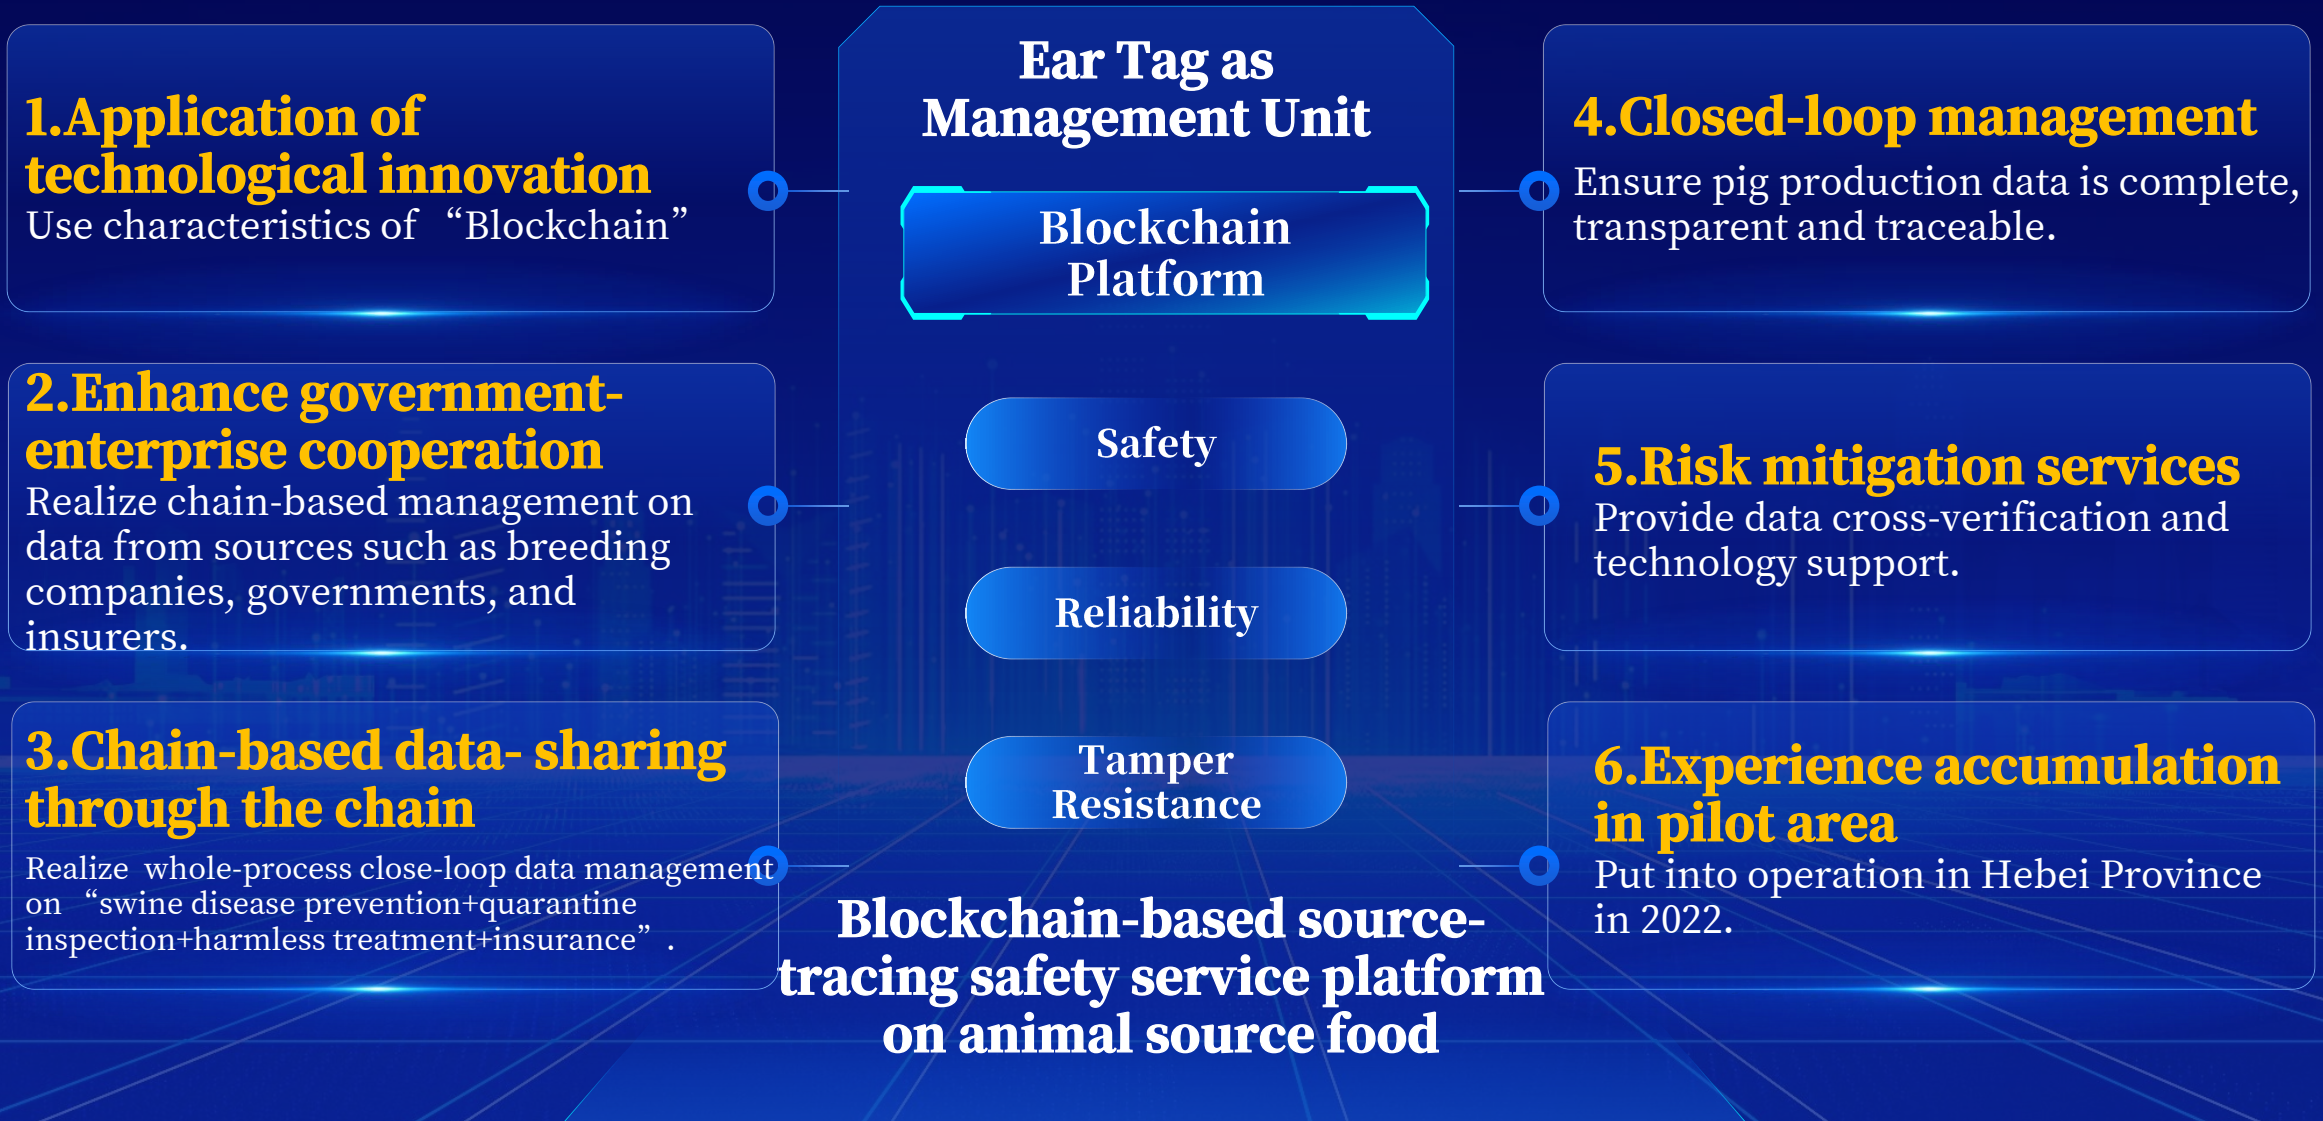 1.Application of
technological innovation
Use characteristics of “Blockchain”
2.Enhance government-
enterprise cooperation
Realize chain-based management on
data from sources such as breeding
companies, governments, and
insurers.
3.Chain-based data- sharing
through the chain
Realize whole-process close-loop data management
on “swine disease prevention+quarantine
inspection+harmless treatment+insurance” .
Ear Tag as
Management Unit
Blockchain
Platform
Safety
Reliability
Tamper
Resistance
Blockchain-based source-
tracing safety service platform
on animal source food
4.Closed-loop management
Ensure pig production data is complete,
transparent and traceable.
5.Risk mitigation services
Provide data cross-verification and
technology support.
6.Experience accumulation
in pilot area
Put into operation in Hebei Province
in 2022.